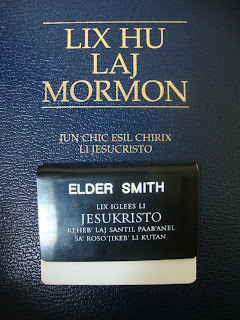 LIX HU
LAJ
MORMON
JUN CHIC ESIL CHIRIX
LI JESUCRISTO
ELDER SMITH
LIX IGLEES LI
JESUKRISTO
REHEB' LAJ SANTIL PAAB'ANEL
SA' ROSO'JIKEB' LI KUTAN